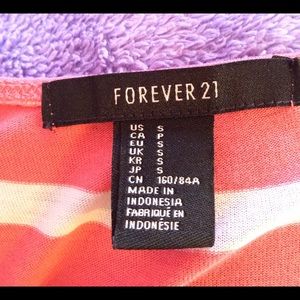 FOREVER 21
US S
CA P
EU S
UK S
KR S
JP S
CN 160/84A
MADE IN
INDONESIA
FABRIQUÉ EN
INDONÉSIE